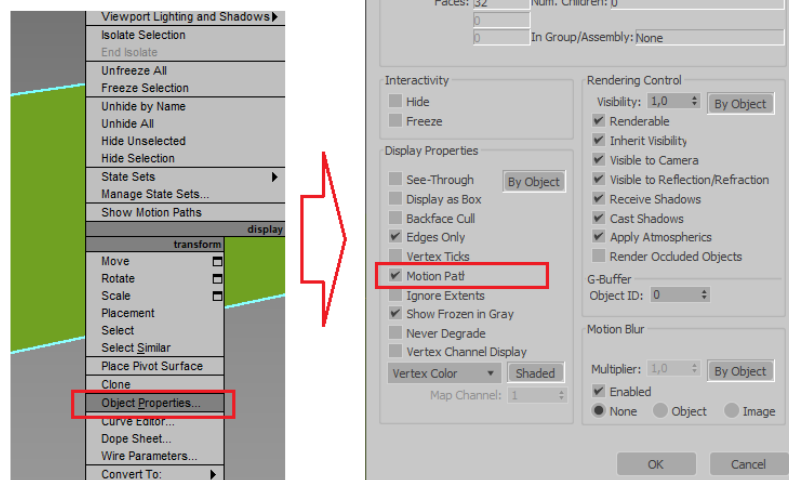 Viewport Lighting and Shadows
Isolate Selection
End Isolate
Unfreeze All
Freeze Selection
Unhide by Name
Unhide All
Hide Unselected
Hide Selection
State Sets
Manage State Sets...
Show Motion Paths
display
transform
Move
Rotate
Scale
Placement
Select
Select Similar
Place Pivot Surface
Clone
Object Properties...
Curve Editor...
Dope Sheet...
Wire Parameters...
Convert To:
Faces: 32 Num. Children: 0
0
0 In Group/Assembly: None
Interactivity
Hide
Freeze
Display Properties
See-Through By Object
Display as Box
Backface Cull
Edges Only
Vertex Ticks
Motion Path
Ignore Extents
Show Frozen in Gray
Never Degrade
Vertex Channel Display
Vertex Color Shaded
Map Channel: 1
Rendering Control
Visibility: 1,0 By Object
Renderable
Inherit Visibility
Visible to Camera
Visible to Reflection/Refraction
Receive Shadows
Cast Shadows
Apply Atmospherics
Render Occluded Objects
G-Buffer
Object ID: 0
Motion Blur
Multiplier: 1,0 By Object
Enabled
None Object Image
OK Cancel